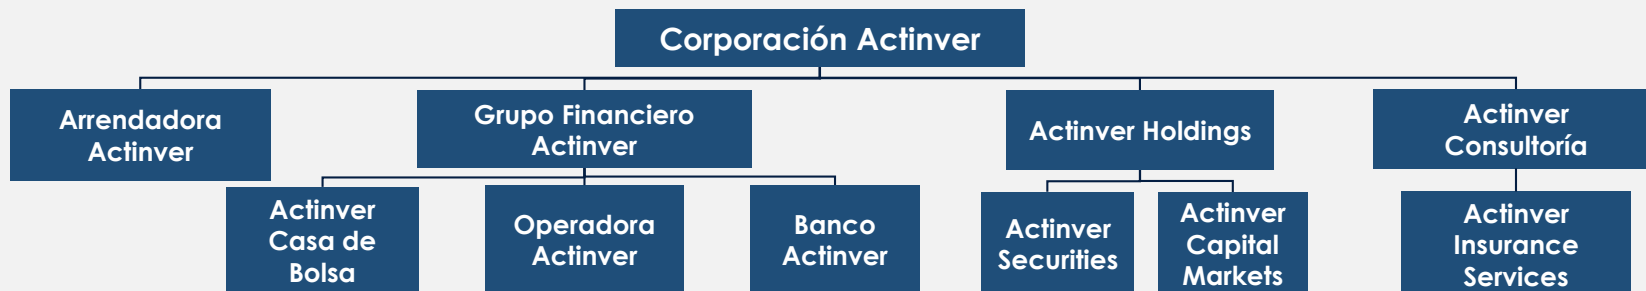 Corporación Actinver
Arrendadora
Actinver
Grupo Financiero
Actinver
Actinver Holdings
Actinver
Consultoría
Actinver
Casa de
Bolsa
Operadora
Actinver
Banco
Actinver
Actinver
Securities
Actinver
Capital
Markets
Actinver
Insurance
Services